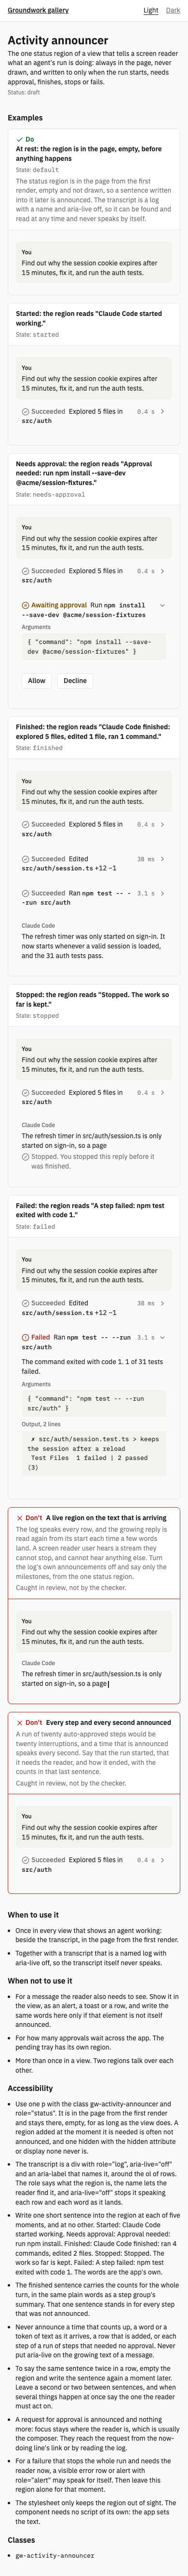 Groundwork gallery
Light Dark
Activity announcer
The one status region of a view that tells a screen reader
what an agent's run is doing: always in the page, never
drawn, and written to only when the run starts, needs
approval, finishes, stops or fails.
Status: draft
Examples
Do
At rest: the region is in the page, empty, before
anything happens
State: default
The status region is in the page from the first
render, empty and not drawn, so a sentence written
into it later is announced. The transcript is a log
with a name and aria-live off, so it can be found and
read at any time and never speaks by itself.
You
Find out why the session cookie expires after
15 minutes, fix it, and run the auth tests.
Started: the region reads "Claude Code started
working."
State: started
You
Find out why the session cookie expires after
15 minutes, fix it, and run the auth tests.
Succeeded Explored 5 files in 0.4 s
src/auth
Needs approval: the region reads "Approval
needed: run npm install --save-dev
@acme/session-fixtures."
State: needs-approval
You
Find out why the session cookie expires after
15 minutes, fix it, and run the auth tests.
Succeeded Explored 5 files in 0.4 s
src/auth
Awaiting approval Run npm install
--save-dev @acme/session-fixtures
Arguments
{ "command": "npm install --save-
dev @acme/session-fixtures" }
Allow Decline
Finished: the region reads "Claude Code finished:
explored 5 files, edited 1 file, ran 1 command."
State: finished
You
Find out why the session cookie expires after
15 minutes, fix it, and run the auth tests.
Succeeded Explored 5 files in 0.4 s
src/auth
Succeeded Edited 38 ms
src/auth/session.ts +12 −1
Succeeded Ran npm test -- - 3.1 s
-run src/auth
Claude Code
The refresh timer was only started on sign-in. It
now starts whenever a valid session is loaded,
and the 31 auth tests pass.
Stopped: the region reads "Stopped. The work so
far is kept."
State: stopped
You
Find out why the session cookie expires after
15 minutes, fix it, and run the auth tests.
Succeeded Explored 5 files in 0.4 s
src/auth
Claude Code
The refresh timer in src/auth/session.ts is only
started on sign-in, so a page
Stopped. You stopped this reply before it
was finished.
Failed: the region reads "A step failed: npm test
exited with code 1."
State: failed
You
Find out why the session cookie expires after
15 minutes, fix it, and run the auth tests.
Succeeded Edited 38 ms
src/auth/session.ts +12 −1
Failed Ran npm test -- --run 3.1 s
src/auth
The command exited with code 1. 1 of 31 tests
failed.
Arguments
{ "command": "npm test -- --run
src/auth" }
Output, 2 lines
✗ src/auth/session.test.ts > keeps
the session after a reload
Test Files 1 failed | 2 passed
(3)
Don't A live region on the text that is arriving
The log speaks every row, and the growing reply is
read again from its start each time a few words
land. A screen reader user hears a stream they
cannot stop, and cannot hear anything else. Turn
the log's own announcements off and say only the
milestones, from the one status region.
Caught in review, not by the checker.
You
Find out why the session cookie expires after
15 minutes, fix it, and run the auth tests.
Claude Code
The refresh timer in src/auth/session.ts is only
started on sign-in, so a page
Don't Every step and every second announced
A run of twenty auto-approved steps would be
twenty interruptions, and a time that is announced
speaks every second. Say that the run started, that
it needs the reader, and how it ended, with the
counts in that last sentence.
Caught in review, not by the checker.
You
Find out why the session cookie expires after
15 minutes, fix it, and run the auth tests.
Succeeded Explored 5 files in 0.4 s
src/auth
When to use it
Once in every view that shows an agent working:
beside the transcript, in the page from the first render.
Together with a transcript that is a named log with
aria-live off, so the transcript itself never speaks.
When not to use it
For a message the reader also needs to see. Show it in
the view, as an alert, a toast or a row, and write the
same words here only if that element is not itself
announced.
For how many approvals wait across the app. The
pending tray has its own region.
More than once in a view. Two regions talk over each
other.
Accessibility
Use one p with the class gw-activity-announcer and
role="status". It is in the page from the first render
and stays there, empty, for as long as the view does. A
region added at the moment it is needed is often not
announced, and one hidden with the hidden attribute
or display none never is.
The transcript is a div with role="log", aria-live="off"
and an aria-label that names it, around the ol of rows.
The role says what the region is, the name lets the
reader find it, and aria-live="off" stops it speaking
each row and each word as it lands.
Write one short sentence into the region at each of five
moments, and at no other. Started: Claude Code
started working. Needs approval: Approval needed:
run npm install. Finished: Claude Code finished: ran 4
commands, edited 2 files. Stopped: Stopped. The
work so far is kept. Failed: A step failed: npm test
exited with code 1. The words are the app's own.
The finished sentence carries the counts for the whole
turn, in the same plain words as a step group's
summary. That one sentence stands in for every step
that was not announced.
Never announce a time that counts up, a word or a
token of text as it arrives, a row that is added, or each
step of a run of steps that needed no approval. Never
put aria-live on the growing text of a message.
To say the same sentence twice in a row, empty the
region and write the sentence again a moment later.
Leave a second or two between sentences, and when
several things happen at once say the one the reader
must act on.
A request for approval is announced and nothing
more: focus stays where the reader is, which is usually
the composer. They reach the request from the now-
doing line's link or by reading the log.
For a failure that stops the whole run and needs the
reader now, a visible error row or alert with
role="alert" may speak for itself. Then leave this
region alone for that moment.
The stylesheet only keeps the region out of sight. The
component needs no script of its own: the app sets
the text.
Classes
gw-activity-announcer